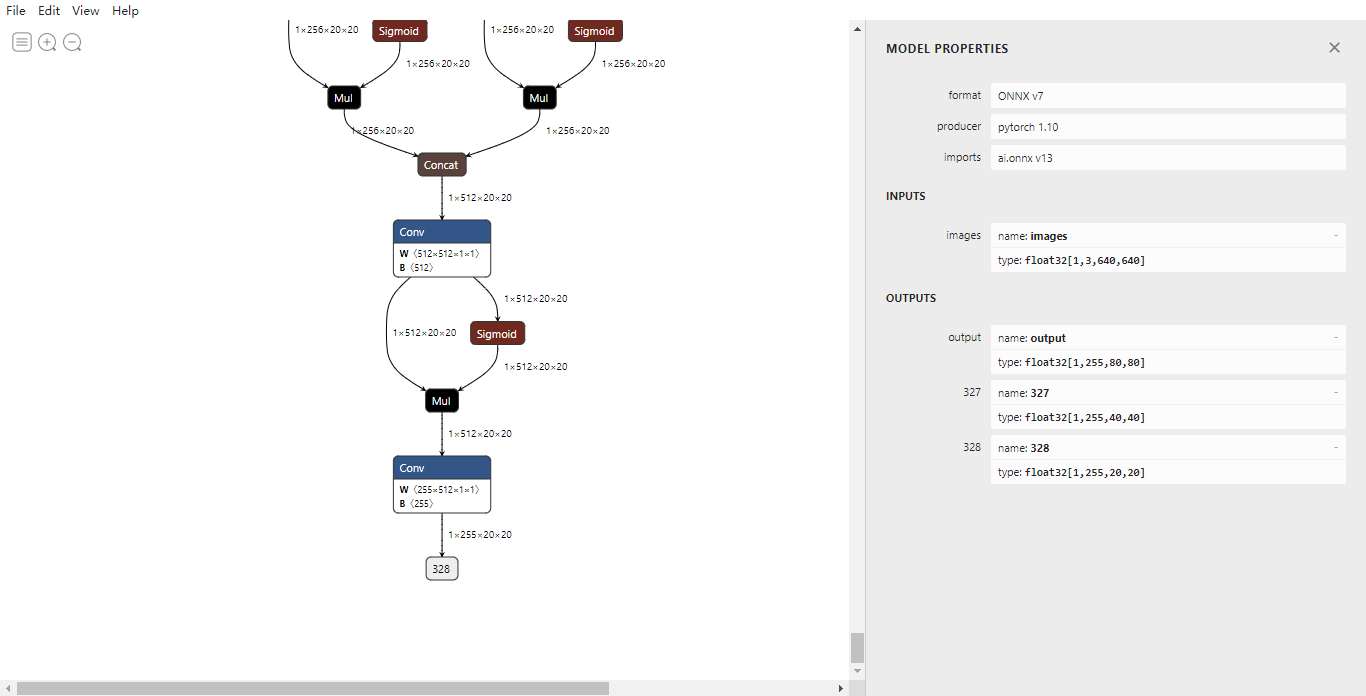 File Edit View Help
1×256×20×20 Sigmoid 1×256×20×20 Sigmoid
1×256×20×20 1×256×20×20
Mul Mul
1×256×20×20 1×256×20×20
Concat
1×512×20×20
Conv
W ⟨512×512×1×1⟩
B ⟨512⟩
1×512×20×20
1×512×20×20 Sigmoid
1×512×20×20
Mul
1×512×20×20
Conv
W ⟨255×512×1×1⟩
B ⟨255⟩
1×255×20×20
328
MODEL PROPERTIES
format ONNX v7
producer pytorch 1.10
imports ai.onnx v13
INPUTS
images name: images -
type: float32[1,3,640,640]
OUTPUTS
output name: output -
type: float32[1,255,80,80]
327 name: 327 -
type: float32[1,255,40,40]
328 name: 328 -
type: float32[1,255,20,20]